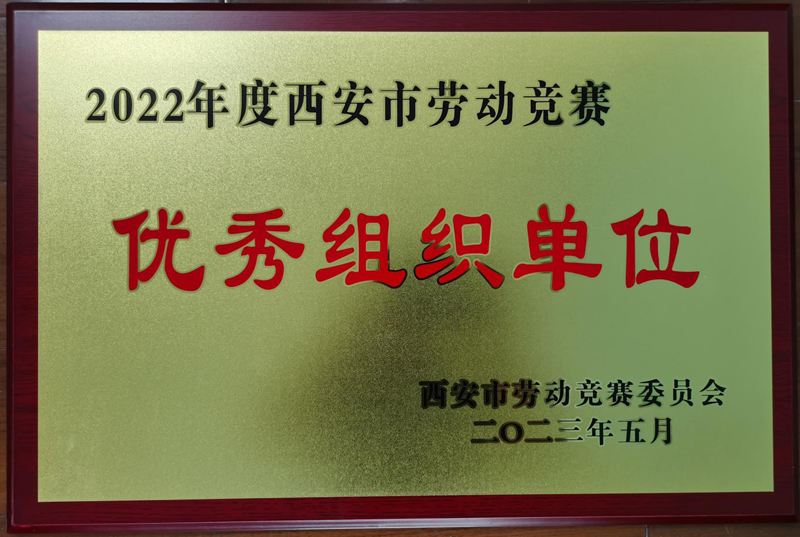 2022年度西安市劳动竞赛
优秀组织单位
西安市劳动竞赛委员会
二〇二三年五月